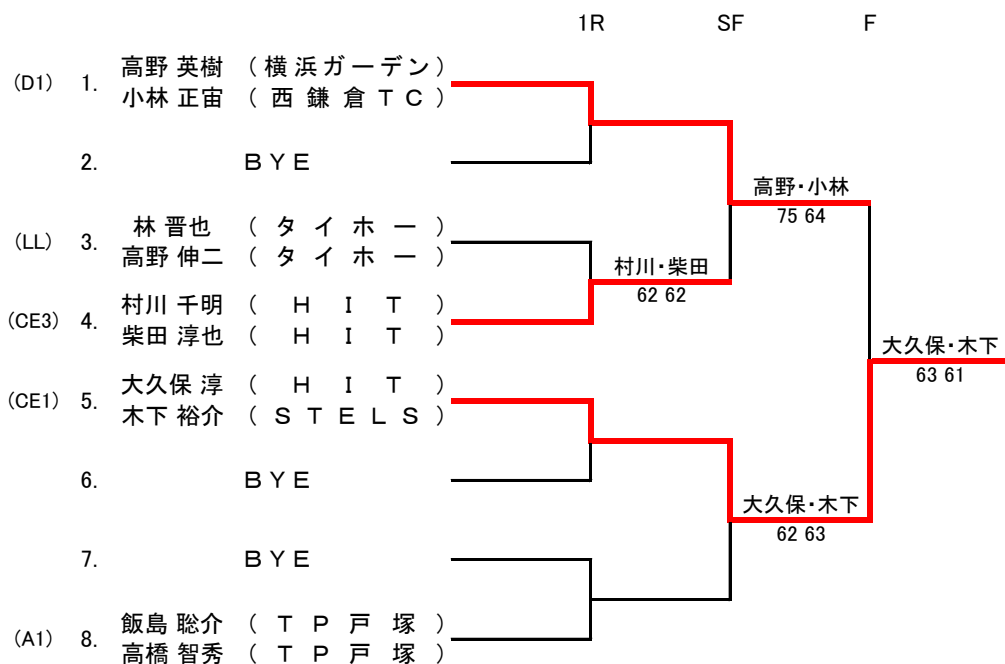 1R SF F
高野 英樹 (横浜ガーデン)
(D1) 1.
小林 正宙 (西鎌倉TC)
2. BYE
高野・小林
75 64
林 晋也 (タイホー)
(LL) 3.
高野 伸二 (タイホー)
村川・柴田
62 62
村川 千明 (HIT)
(CE3) 4.
柴田 淳也 (HIT)
大久保・木下
63 61
大久保 淳 (HIT)
(CE1) 5.
木下 裕介 (STELS)
6. BYE
大久保・木下
62 63
7. BYE
飯島 聡介 (TP戸塚)
(A1) 8.
高橋 智秀 (TP戸塚)